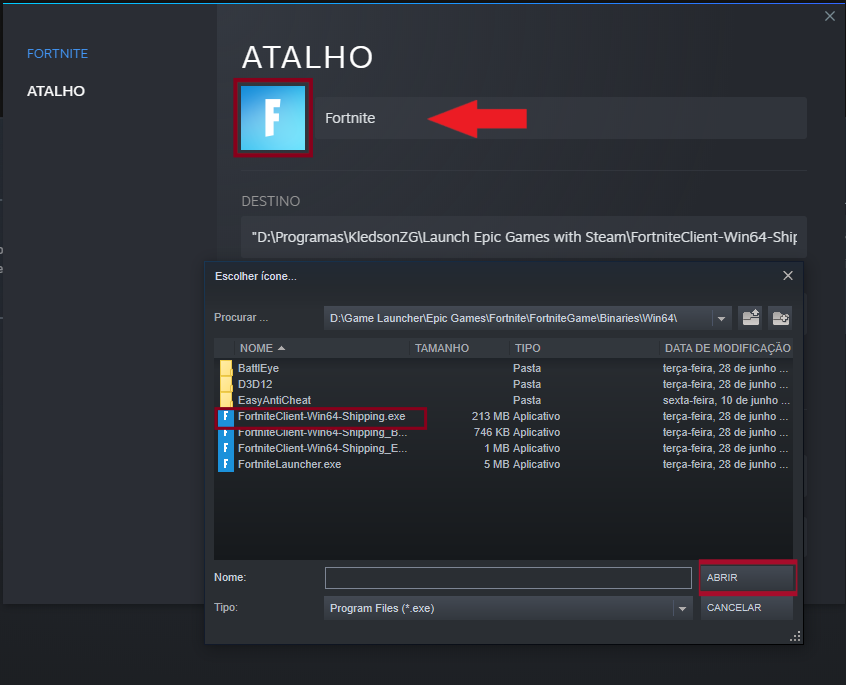 FORTNITE
ATALHO
ATALHO
Fortnite
DESTINO
"D:\Programas\KledsonZG\Launch Epic Games with Steam\FortniteClient-Win64-Ship
Escolher ícone...
Procurar ...
D:\Game Launcher\Epic Games\Fortnite\FortniteGame\Binaries\Win64\
NOME TAMANHO TIPO DATA DE MODIFICAÇÃO
BattlEye Pasta terça-feira, 28 de junho ...
D3D12 Pasta terça-feira, 28 de junho ...
EasyAntiCheat Pasta sexta-feira, 10 de junho ...
FortniteClient-Win64-Shipping.exe 213 MB Aplicativo terça-feira, 28 de junho ...
FortniteClient-Win64-Shipping_B... 746 KB Aplicativo terça-feira, 28 de junho ...
FortniteClient-Win64-Shipping_E... 1 MB Aplicativo terça-feira, 28 de junho ...
FortniteLauncher.exe 5 MB Aplicativo terça-feira, 28 de junho ...
Nome:
ABRIR
Tipo: Program Files (*.exe)
CANCELAR